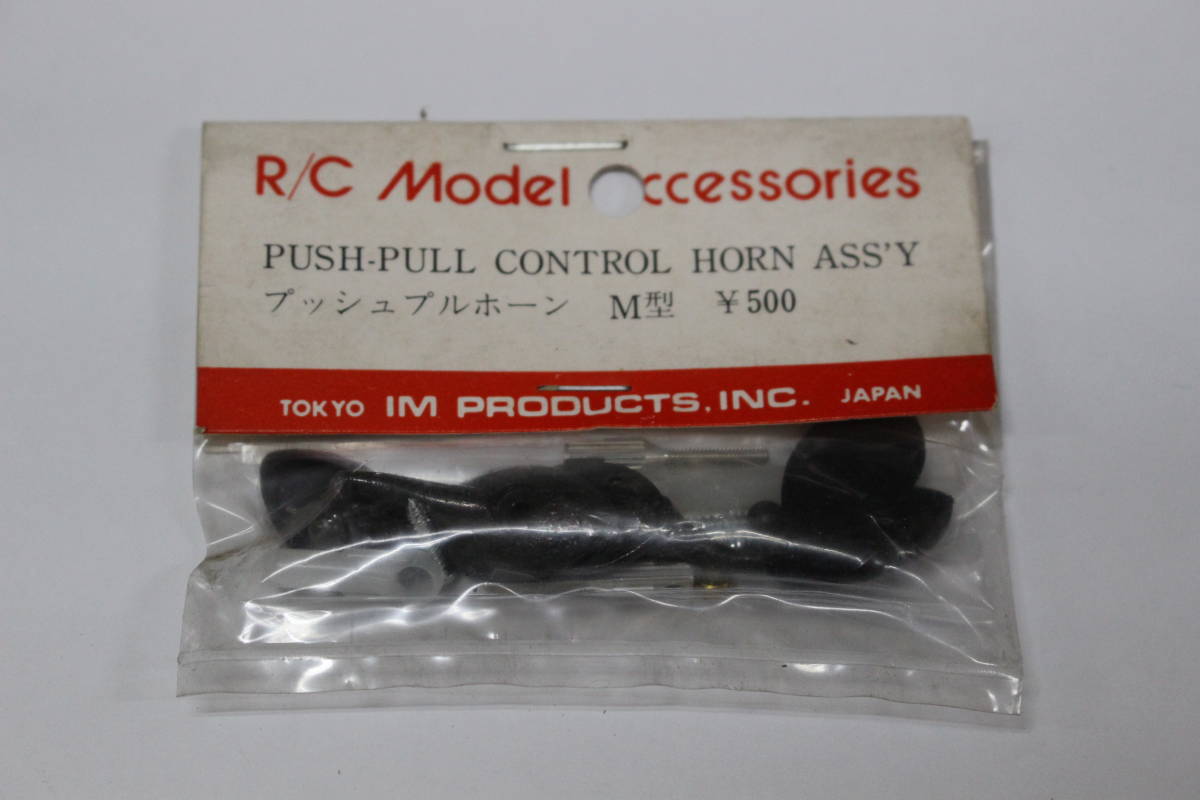 R/C Model ccessories
PUSH-PULL CONTROL HORN ASS'Y
プッシュプルホーン M型 ¥500
TOKYO IM PRODUCTS, INC. JAPAN